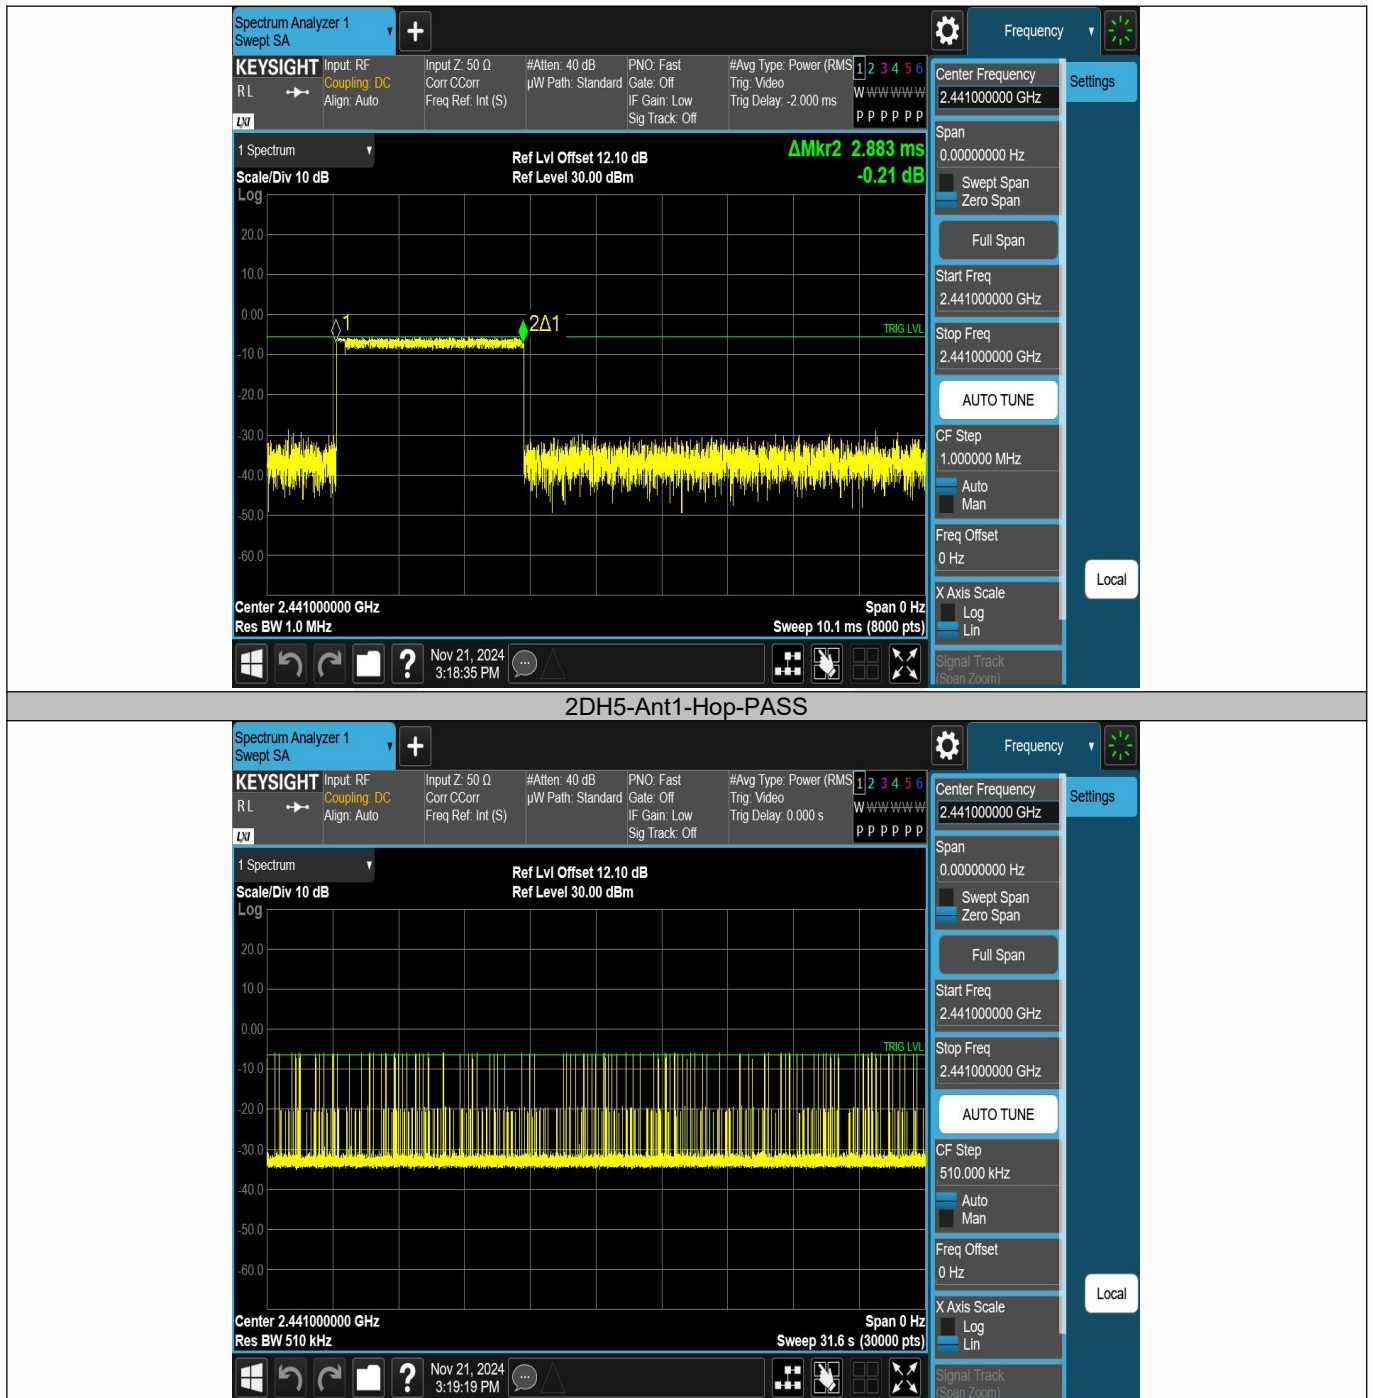 Spectrum Analyzer 1
Swept SA
Frequency
KEYSIGHT
RL
LXI
Input: RF
Coupling: DC
Align: Auto
Input Z: 50 Ω
Corr CCorr
Freq Ref: Int (S)
#Atten: 40 dB
µW Path: Standard
PNO: Fast
Gate: Off
IF Gain: Low
Sig Track: Off
#Avg Type: Power (RMS
Trig: Video
Trig Delay: -2.000 ms
1 2 3 4 5 6
W W W W W W
P P P P P P
Center Frequency
2.441000000 GHz
Settings
1 Spectrum
Scale/Div 10 dB
Ref Lvl Offset 12.10 dB
Ref Level 30.00 dBm
ΔMkr2 2.883 ms
-0.21 dB
Log
20.0
10.0
0.00
-10.0
-20.0
-30.0
-40.0
-50.0
-60.0
1
2Δ1
TRIG LVL
Span
0.00000000 Hz
Swept Span
Zero Span
Full Span
Start Freq
2.441000000 GHz
Stop Freq
2.441000000 GHz
AUTO TUNE
CF Step
1.000000 MHz
Auto
Man
Freq Offset
0 Hz
X Axis Scale
Log
Lin
Signal Track
(Span Zoom)
Local
Center 2.441000000 GHz
Res BW 1.0 MHz
Span 0 Hz
Sweep 10.1 ms (8000 pts)
Nov 21, 2024
3:18:35 PM
2DH5-Ant1-Hop-PASS
Spectrum Analyzer 1
Swept SA
Frequency
KEYSIGHT
RL
LXI
Input: RF
Coupling: DC
Align: Auto
Input Z: 50 Ω
Corr CCorr
Freq Ref: Int (S)
#Atten: 40 dB
µW Path: Standard
PNO: Fast
Gate: Off
IF Gain: Low
Sig Track: Off
#Avg Type: Power (RMS
Trig: Video
Trig Delay: 0.000 s
1 2 3 4 5 6
W W W W W W
P P P P P P
Center Frequency
2.441000000 GHz
Settings
1 Spectrum
Scale/Div 10 dB
Ref Lvl Offset 12.10 dB
Ref Level 30.00 dBm
Log
20.0
10.0
0.00
-10.0
-20.0
-30.0
-40.0
-50.0
-60.0
TRIG LVL
Span
0.00000000 Hz
Swept Span
Zero Span
Full Span
Start Freq
2.441000000 GHz
Stop Freq
2.441000000 GHz
AUTO TUNE
CF Step
510.000 kHz
Auto
Man
Freq Offset
0 Hz
X Axis Scale
Log
Lin
Signal Track
(Span Zoom)
Local
Center 2.441000000 GHz
Res BW 510 kHz
Span 0 Hz
Sweep 31.6 s (30000 pts)
Nov 21, 2024
3:19:19 PM